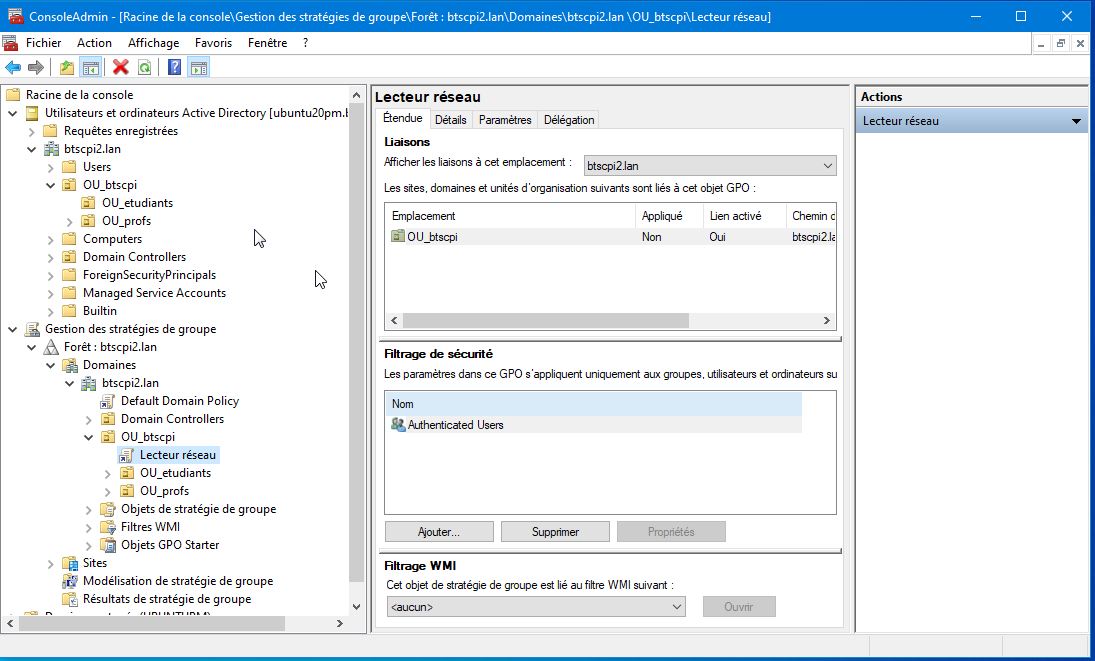 ConsoleAdmin - [Racine de la console\Gestion des stratégies de groupe\Forêt : btscpi2.lan\Domaines\btscpi2.lan \OU_btscpi\Lecteur réseau]
Fichier Action Affichage Favoris Fenêtre ?
Racine de la console
Utilisateurs et ordinateurs Active Directory [ubuntu20pm.b
Requêtes enregistrées
btscpi2.lan
Users
OU_btscpi
OU_etudiants
OU_profs
Computers
Domain Controllers
ForeignSecurityPrincipals
Managed Service Accounts
Builtin
Gestion des stratégies de groupe
Forêt : btscpi2.lan
Domaines
btscpi2.lan
Default Domain Policy
Domain Controllers
OU_btscpi
Lecteur réseau
OU_etudiants
OU_profs
Objets de stratégie de groupe
Filtres WMI
Objets GPO Starter
Sites
Modélisation de stratégie de groupe
Résultats de stratégie de groupe
Lecteur réseau
Étendue Détails Paramètres Délégation
Liaisons
Afficher les liaisons à cet emplacement : btscpi2.lan
Les sites, domaines et unités d'organisation suivants sont liés à cet objet GPO :
Emplacement Appliqué Lien activé Chemin d
OU_btscpi Non Oui btscpi2.la
Filtrage de sécurité
Les paramètres dans ce GPO s'appliquent uniquement aux groupes, utilisateurs et ordinateurs su
Nom
Authenticated Users
Ajouter... Supprimer Propriétés
Filtrage WMI
Cet objet de stratégie de groupe est lié au filtre WMI suivant :
<aucun> Ouvrir
Actions
Lecteur réseau